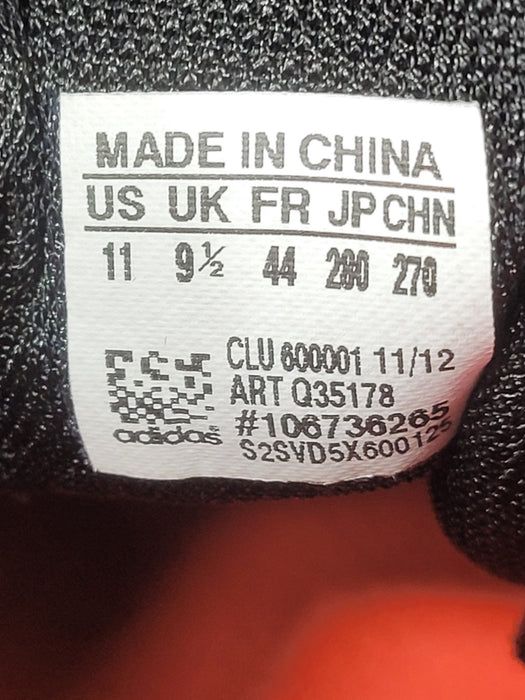 MADE IN CHINA
US UK FR JP CHN
11 9½ 44 280 270
CLU 600001 11/12
ART Q35178
#106736265
adidas
S2SVD5X600125